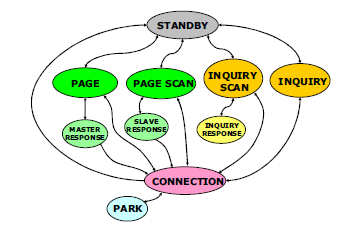 STANDBY
PAGE
PAGE SCAN
INQUIRY
SCAN
INQUIRY
MASTER
RESPONSE
SLAVE
RESPONSE
INQUIRY
RESPONSE
CONNECTION
PARK